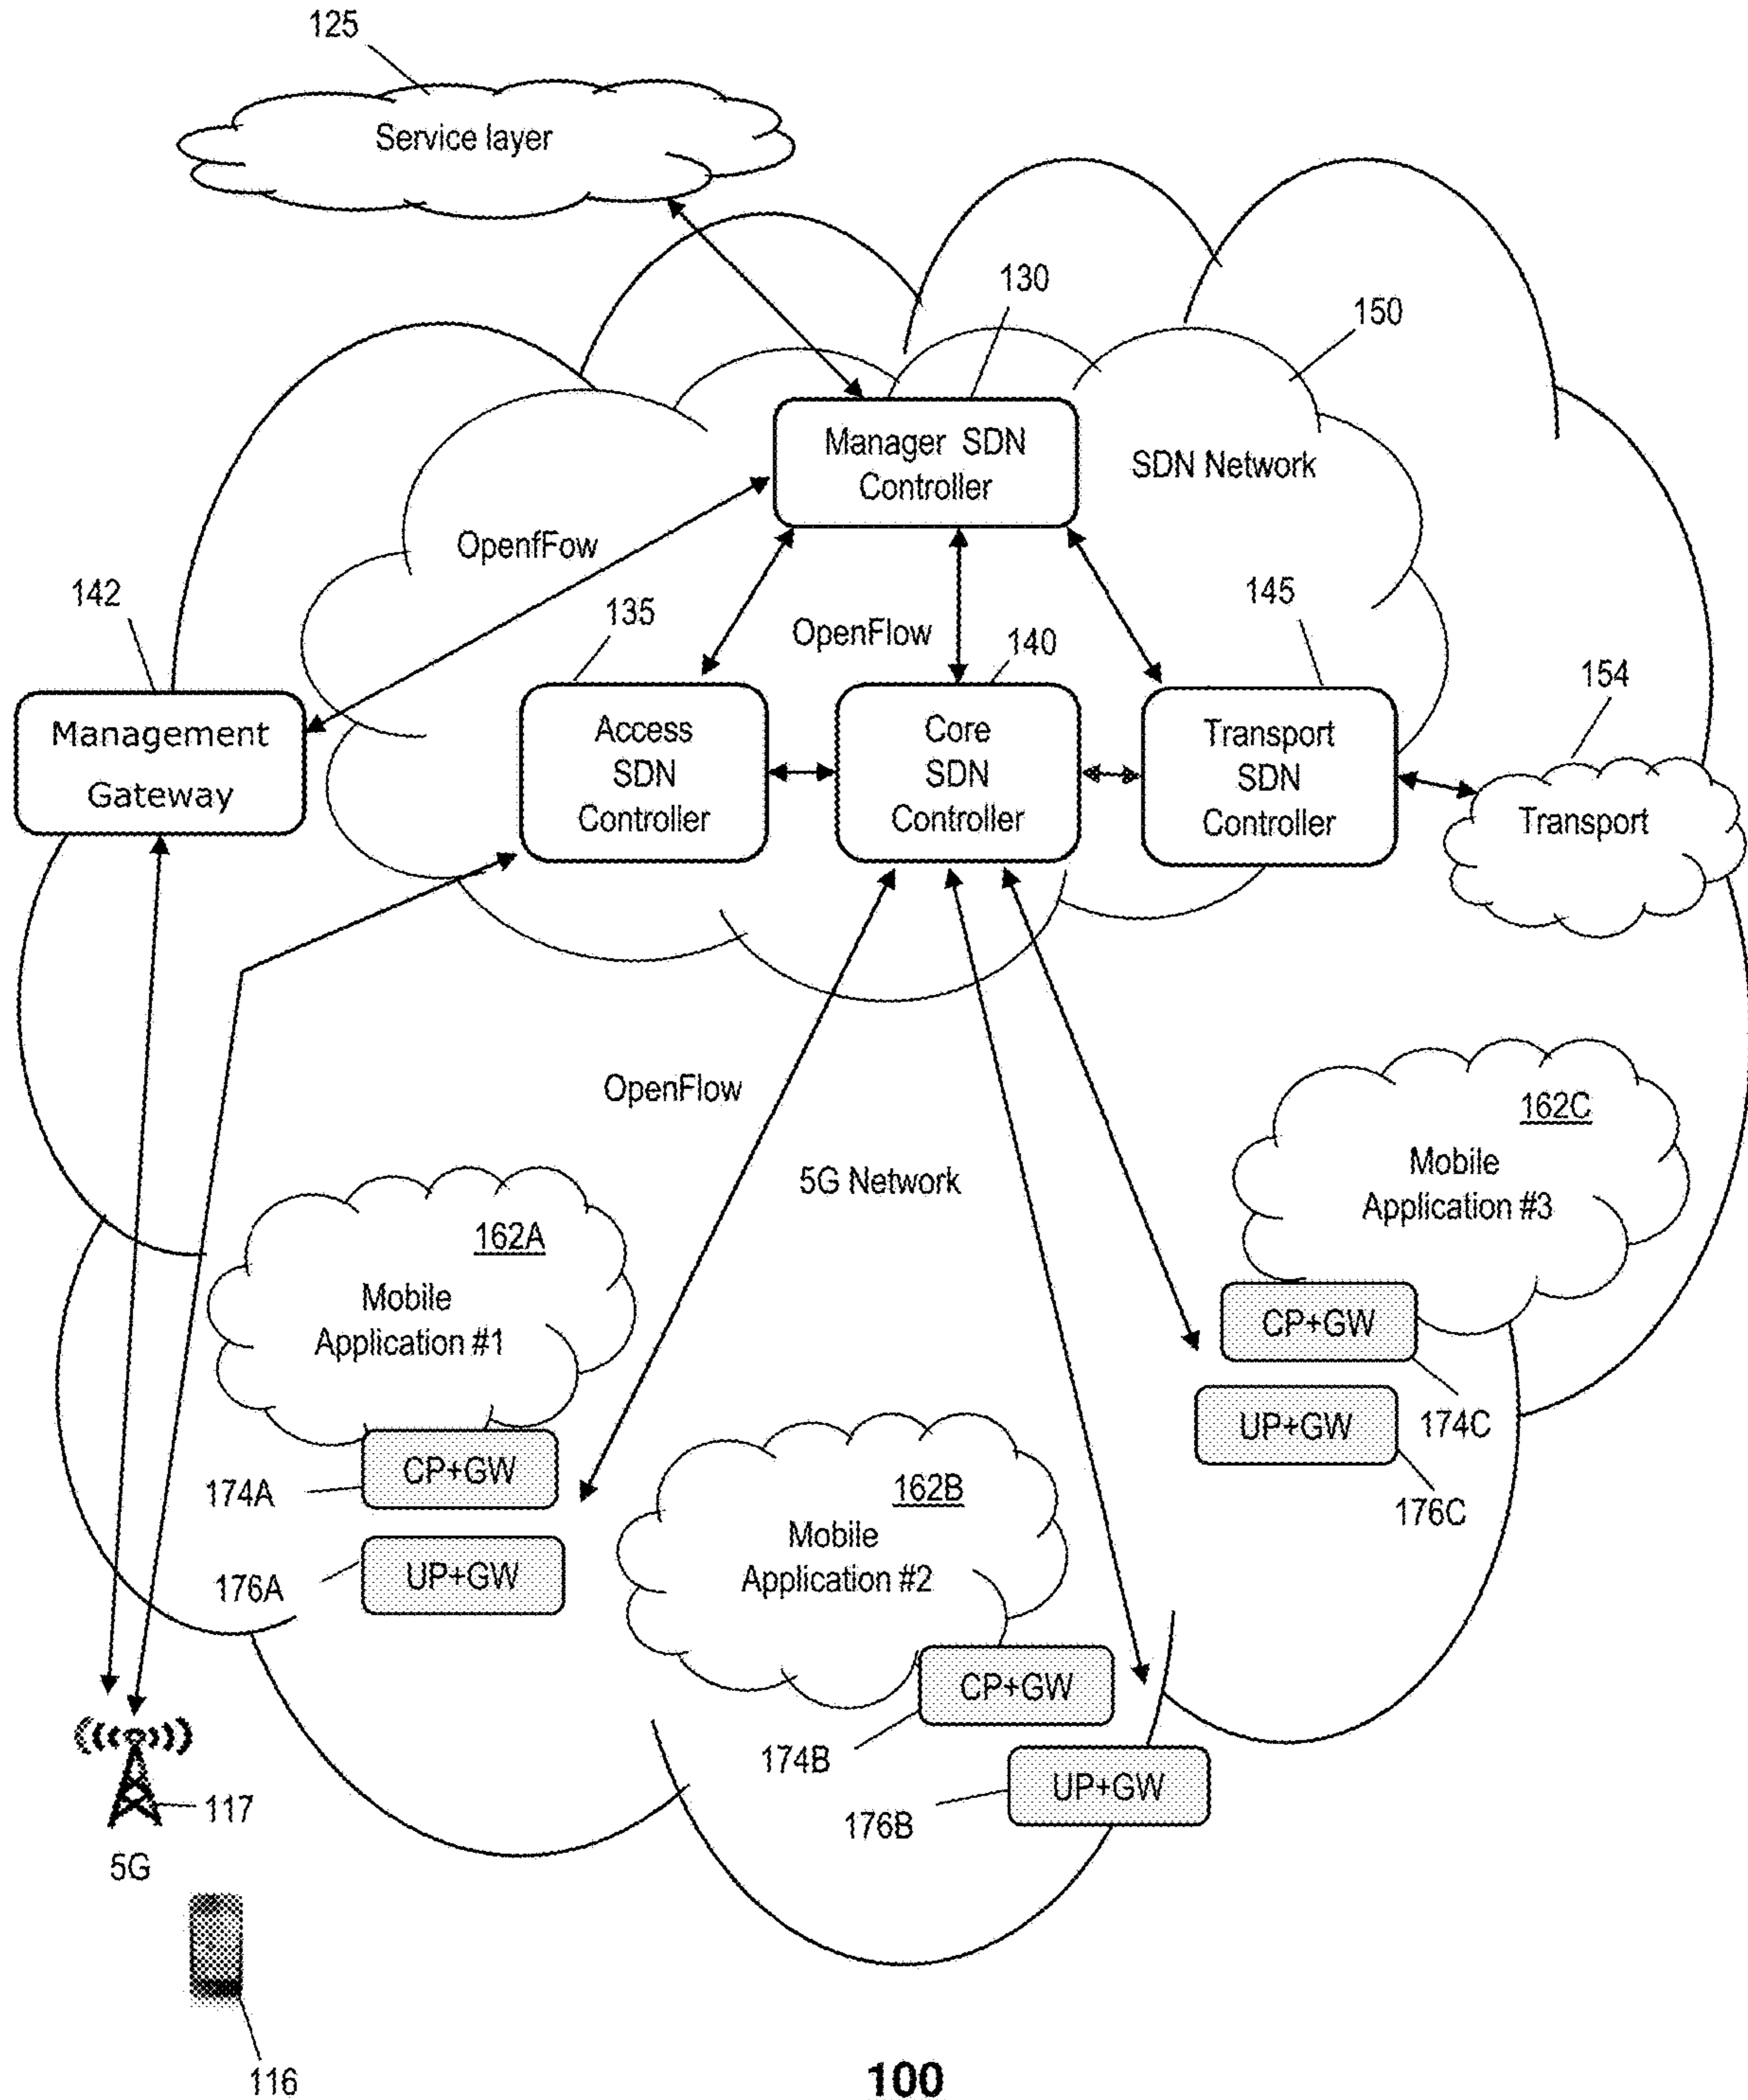 125
Service layer
130
150
Manager SDN
Controller
SDN Network
OpenfFow
142
135
OpenFlow
140
145
154
Management
Gateway
Access
SDN
Controller
Core
SDN
Controller
Transport
SDN
Controller
Transport
OpenFlow
5G Network
162C
Mobile
Application #3
CP+GW
UP+GW
174C
176C
162A
Mobile
Application #1
CP+GW
174A
UP+GW
176A
162B
Mobile
Application #2
CP+GW
174B
UP+GW
176B
117
5G
116
100